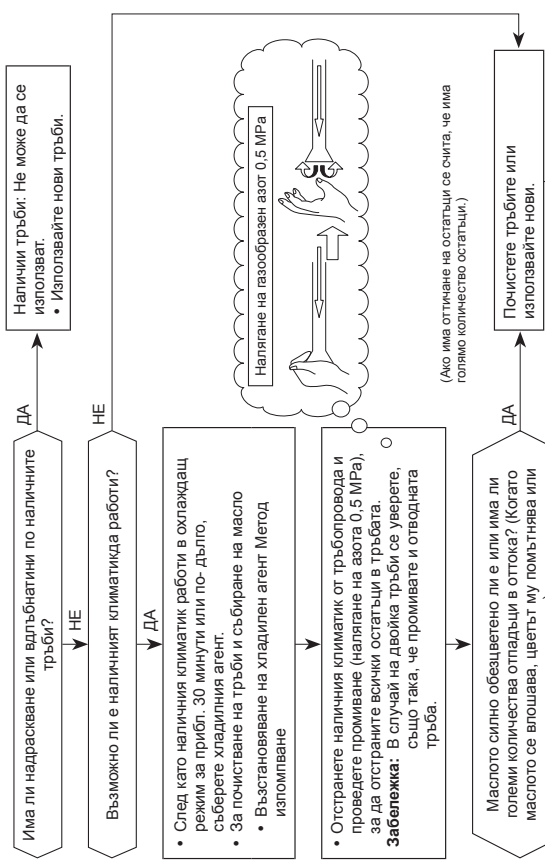 Има ли надраскване или вдлъбнатини по наличните
тръби?
ДА
Налични тръби: Не може да се
използват.
• Използвайте нови тръби.
НЕ
Възможно ли е наличният климатикда работи?
НЕ
ДА
• След като наличния климатик работи в охлаждащ
режим за прибл. 30 минути или по- дълго,
съберете хладилния агент.
• За почистване на тръби и събиране на масло
• Възстановяване на хладилен агент Метод
изпомпване
Налягане на газообразен азот 0,5 MPa
• Отстранете наличния климатик от тръбопровода и
проведете промиване (налягане на азота 0,5 MPa),
за да отстраните всички остатъци в тръбата.
Забележка: В случай на двойка тръби се уверете,
също така, че промивате и отводната
тръба.
(Ако има оттичане на остатъци се счита, че има
голямо количество остатъци.)
Маслото силно обезцветено ли е или има ли
големи количества отпадъци в оттока? (Когато
маслото се влошава, цветът му помътнява или
ДА
Почистете тръбите или
използвайте нови.